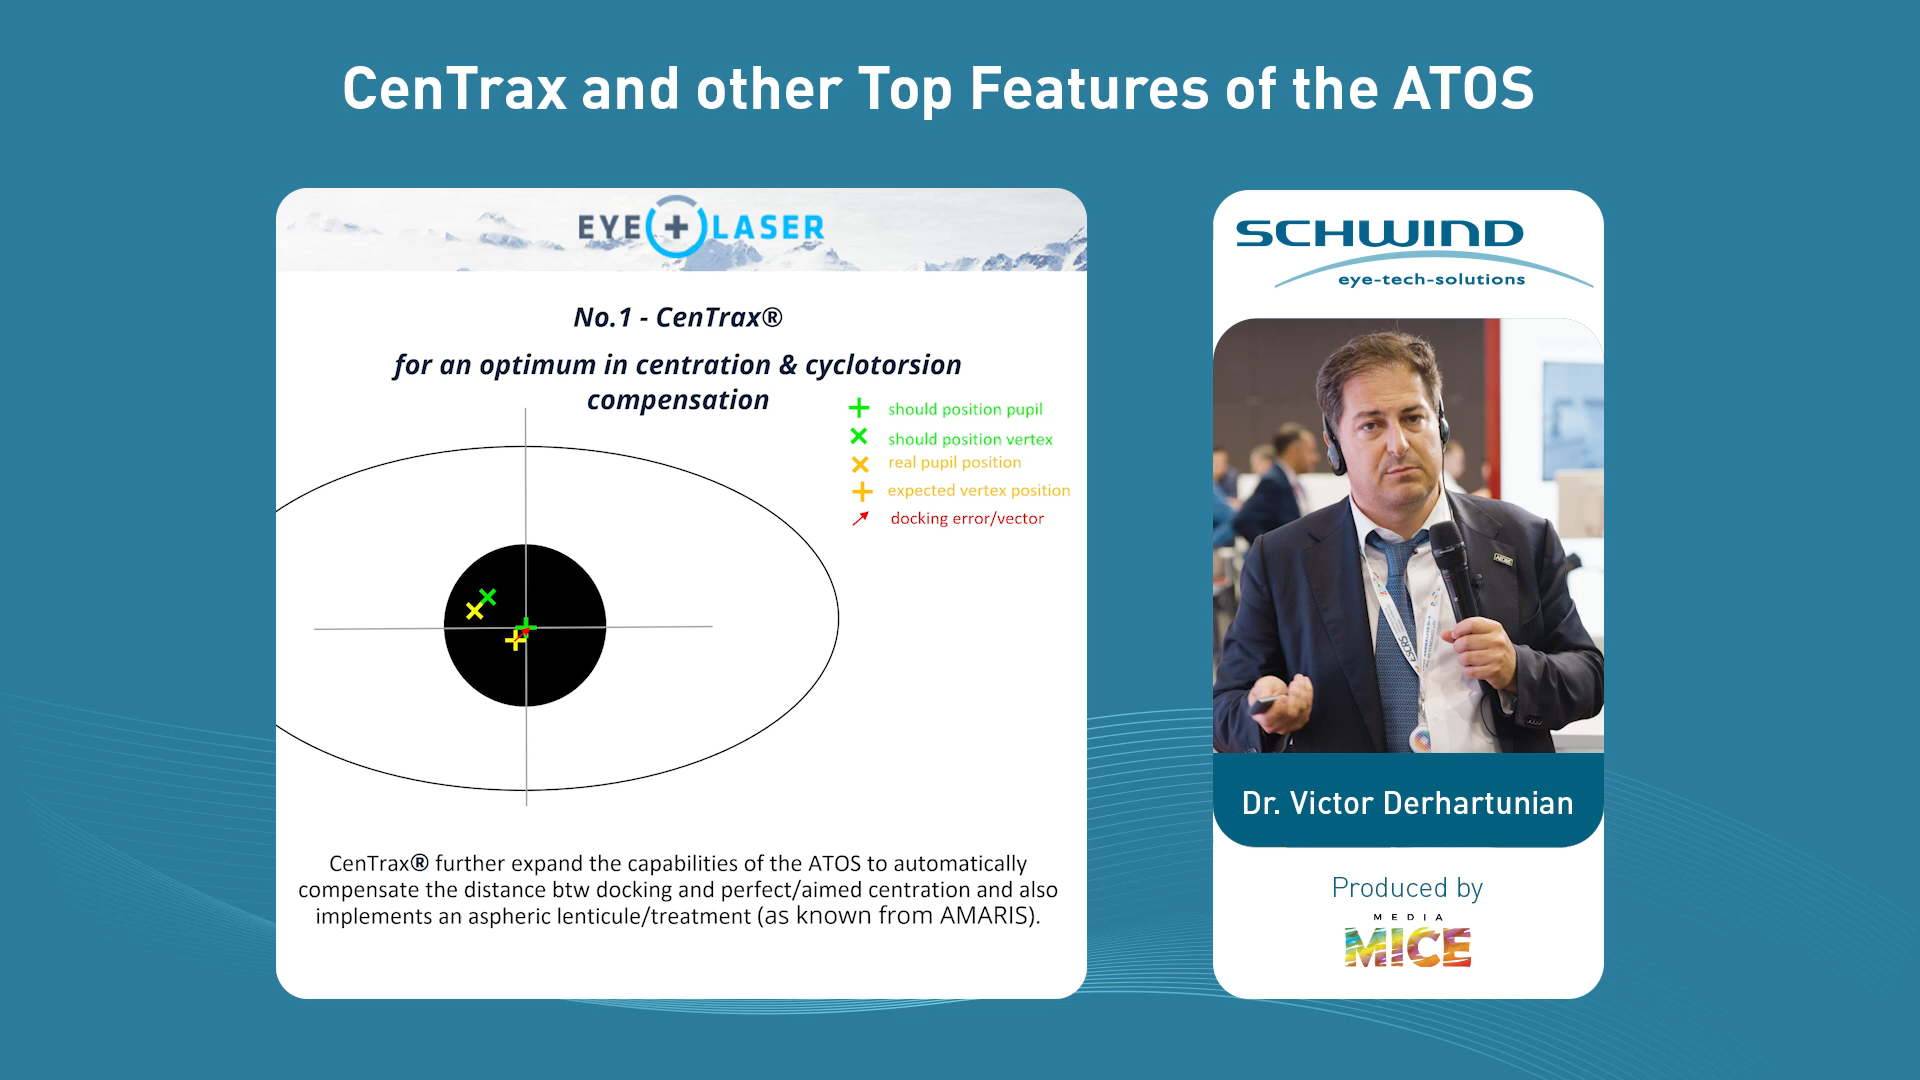 CenTrax and other Top Features of the ATOS
EYE LASER
No.1 - CenTrax®
for an optimum in centration & cyclotorsion
compensation
should position pupil
should position vertex
real pupil position
expected vertex position
docking error/vector
CenTrax® further expand the capabilities of the ATOS to automatically
compensate the distance btw docking and perfect/aimed centration and also
implements an aspheric lenticule/treatment (as known from AMARIS).
SCHWIND
eye-tech-solutions
ESCRS
Dr. Victor Derhartunian
Produced by
MEDIA
MICE